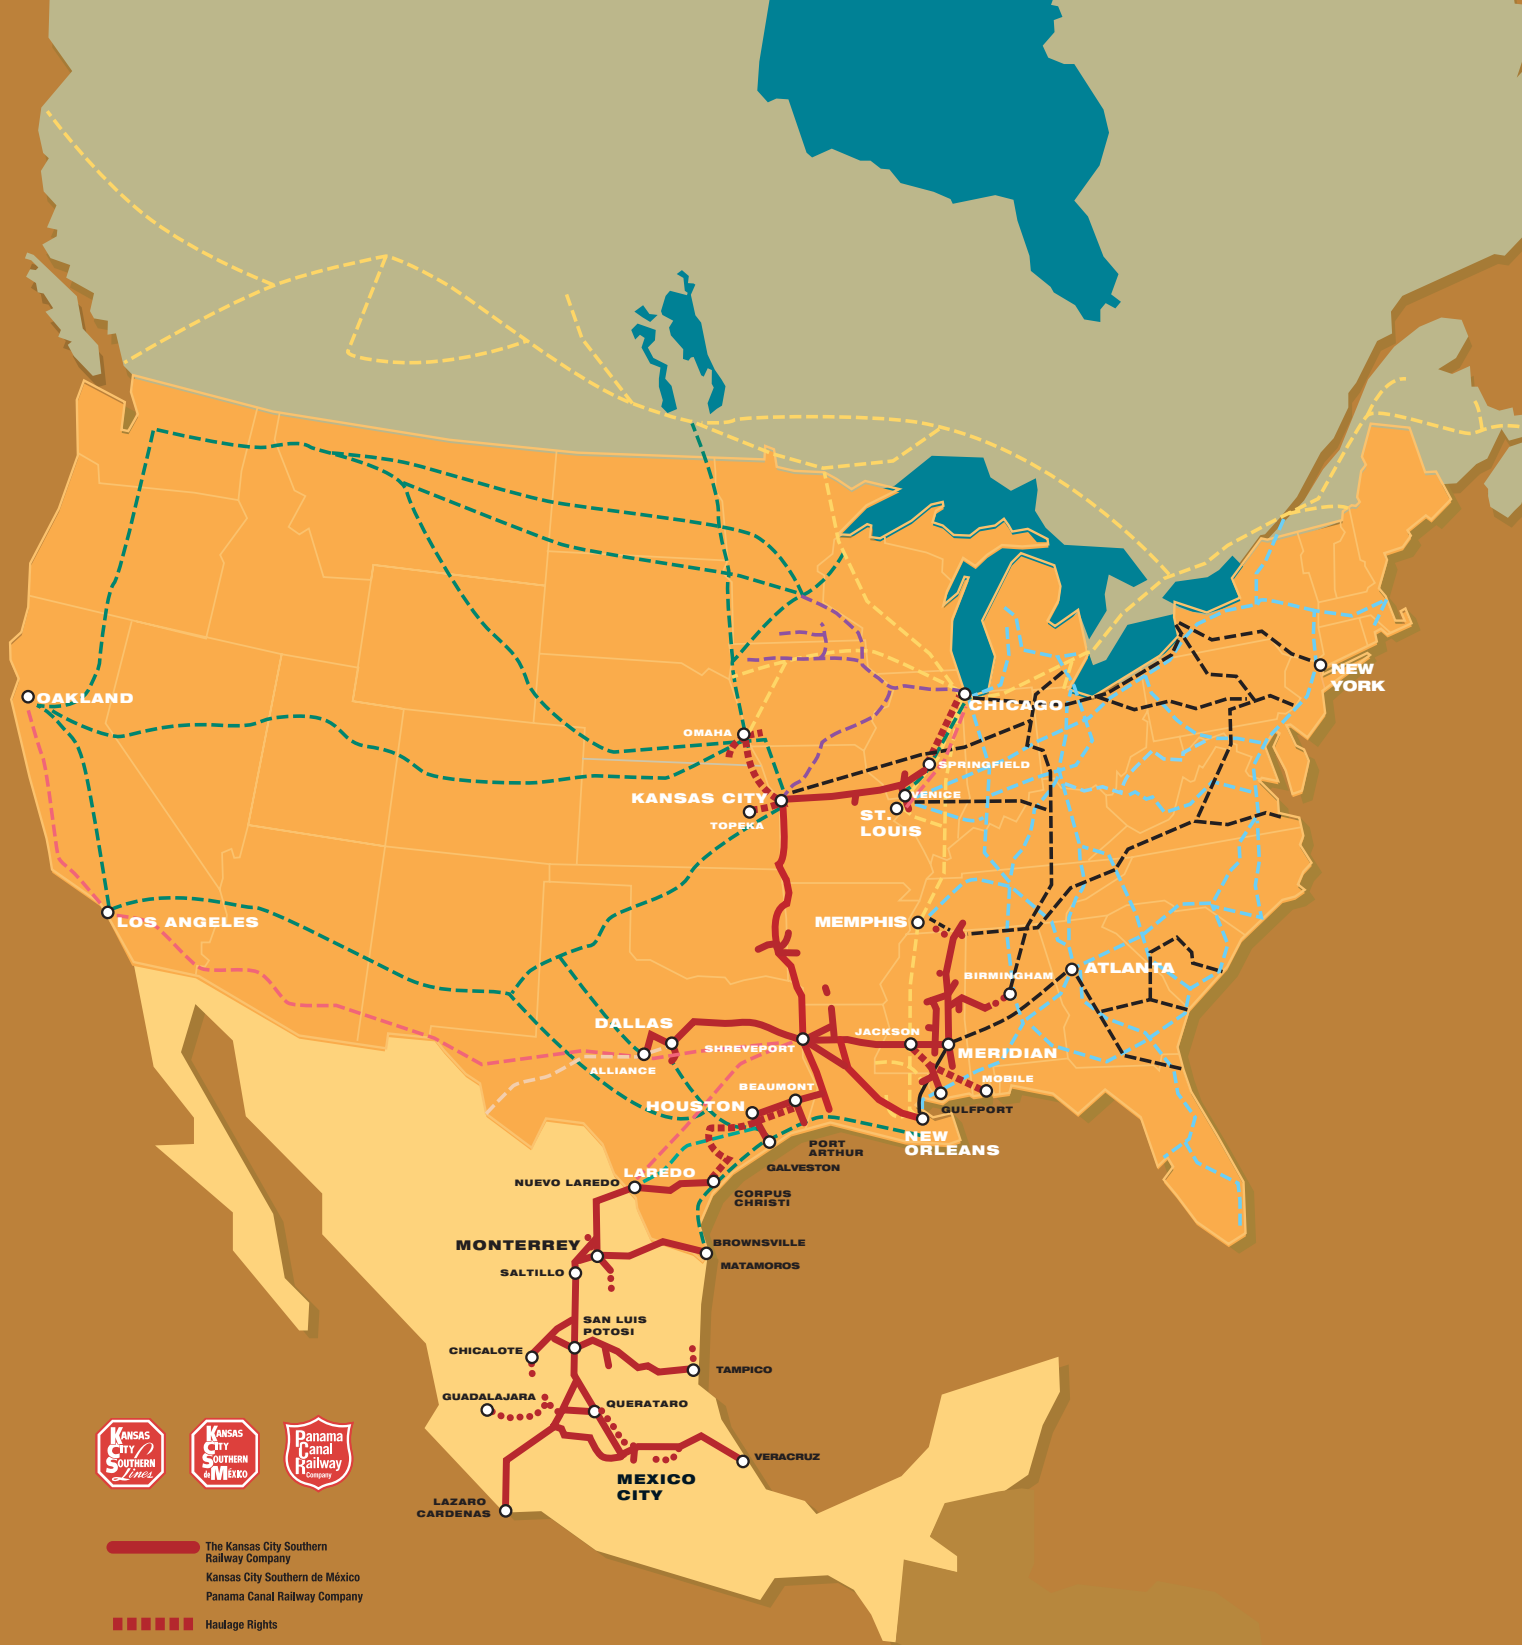 OAKLAND
LOS ANGELES
OMAHA
KANSAS CITY
TOPEKA
CHICAGO
SPRINGFIELD
VENICE
ST.
LOUIS
NEW
YORK
MEMPHIS
BIRMINGHAM
ATLANTA
DALLAS
ALLIANCE
SHREVEPORT
JACKSON
MERIDIAN
BEAUMONT
HOUSTON
MOBILE
GULFPORT
NEW
ORLEANS
PORT
ARTHUR
GALVESTON
LAREDO
NUEVO LAREDO
CORPUS
CHRISTI
MONTERREY
BROWNSVILLE
MATAMOROS
SALTILLO
SAN LUIS
POTOSI
CHICALOTE
TAMPICO
GUADALAJARA
QUERATARO
VERACRUZ
MEXICO
CITY
LAZARO
CARDENAS
KANSAS
CITY
SOUTHERN
Lines
KANSAS
CITY
SOUTHERN
de MÉXICO
Panama
Canal
Railway
Company
The Kansas City Southern
Railway Company
Kansas City Southern de México
Panama Canal Railway Company
Haulage Rights